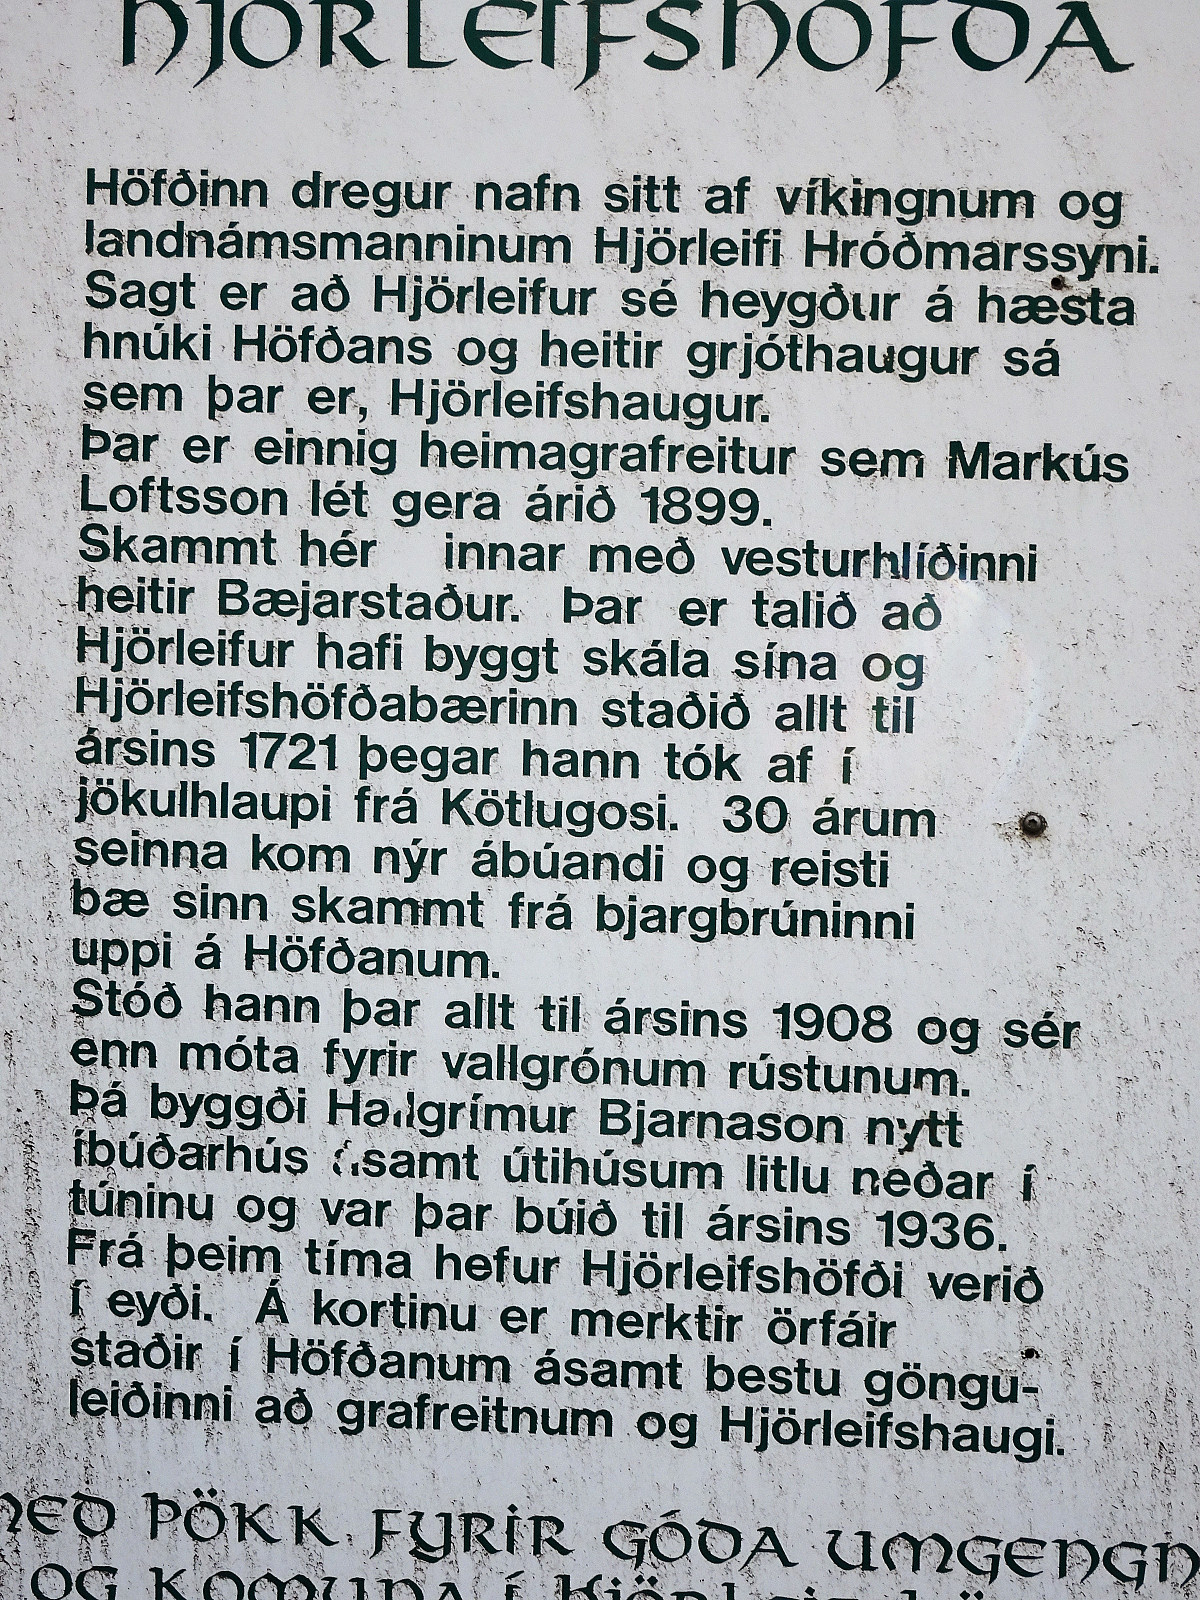 HJÖRLEIFSHÖFÐA
Höfðinn dregur nafn sitt af víkingnum og
landnámsmanninum Hjörleifi Hróðmarssyni.
Sagt er að Hjörleifur sé heygður á hæsta
hnúki Höfðans og heitir grjóthaugur sá
sem þar er, Hjörleifshaugur.
Þar er einnig heimagrafreitur sem Markús
Loftsson lét gera árið 1899.
Skammt hér innar með vesturhlíðinni
heitir Bæjarstaður. Þar er talið að
Hjörleifur hafi byggt skála sína og
Hjörleifshöfðabærinn staðið allt til
ársins 1721 þegar hann tók af í
jökulhlaupi frá Kötlugosi. 30 árum
seinna kom nýr ábúandi og reisti
bæ sinn skammt frá bjargbrúninni
uppi á Höfðanum.
Stóð hann þar allt til ársins 1908 og sér
enn móta fyrir vallgrónum rústunum.
Þá byggði Hallgrímur Bjarnason nýtt
íbúðarhús ásamt útihúsum litlu neðar í
túninu og var þar búið til ársins 1936.
Frá þeim tíma hefur Hjörleifshöfði verið
í eyði. Á kortinu er merktir örfáir
staðir í Höfðanum ásamt bestu göngu-
leiðinni að grafreitnum og Hjörleifshaugi.
MEÐ ÞÖKK FYRIR GÓÐA UMGENGN
OG KOMUNA Í